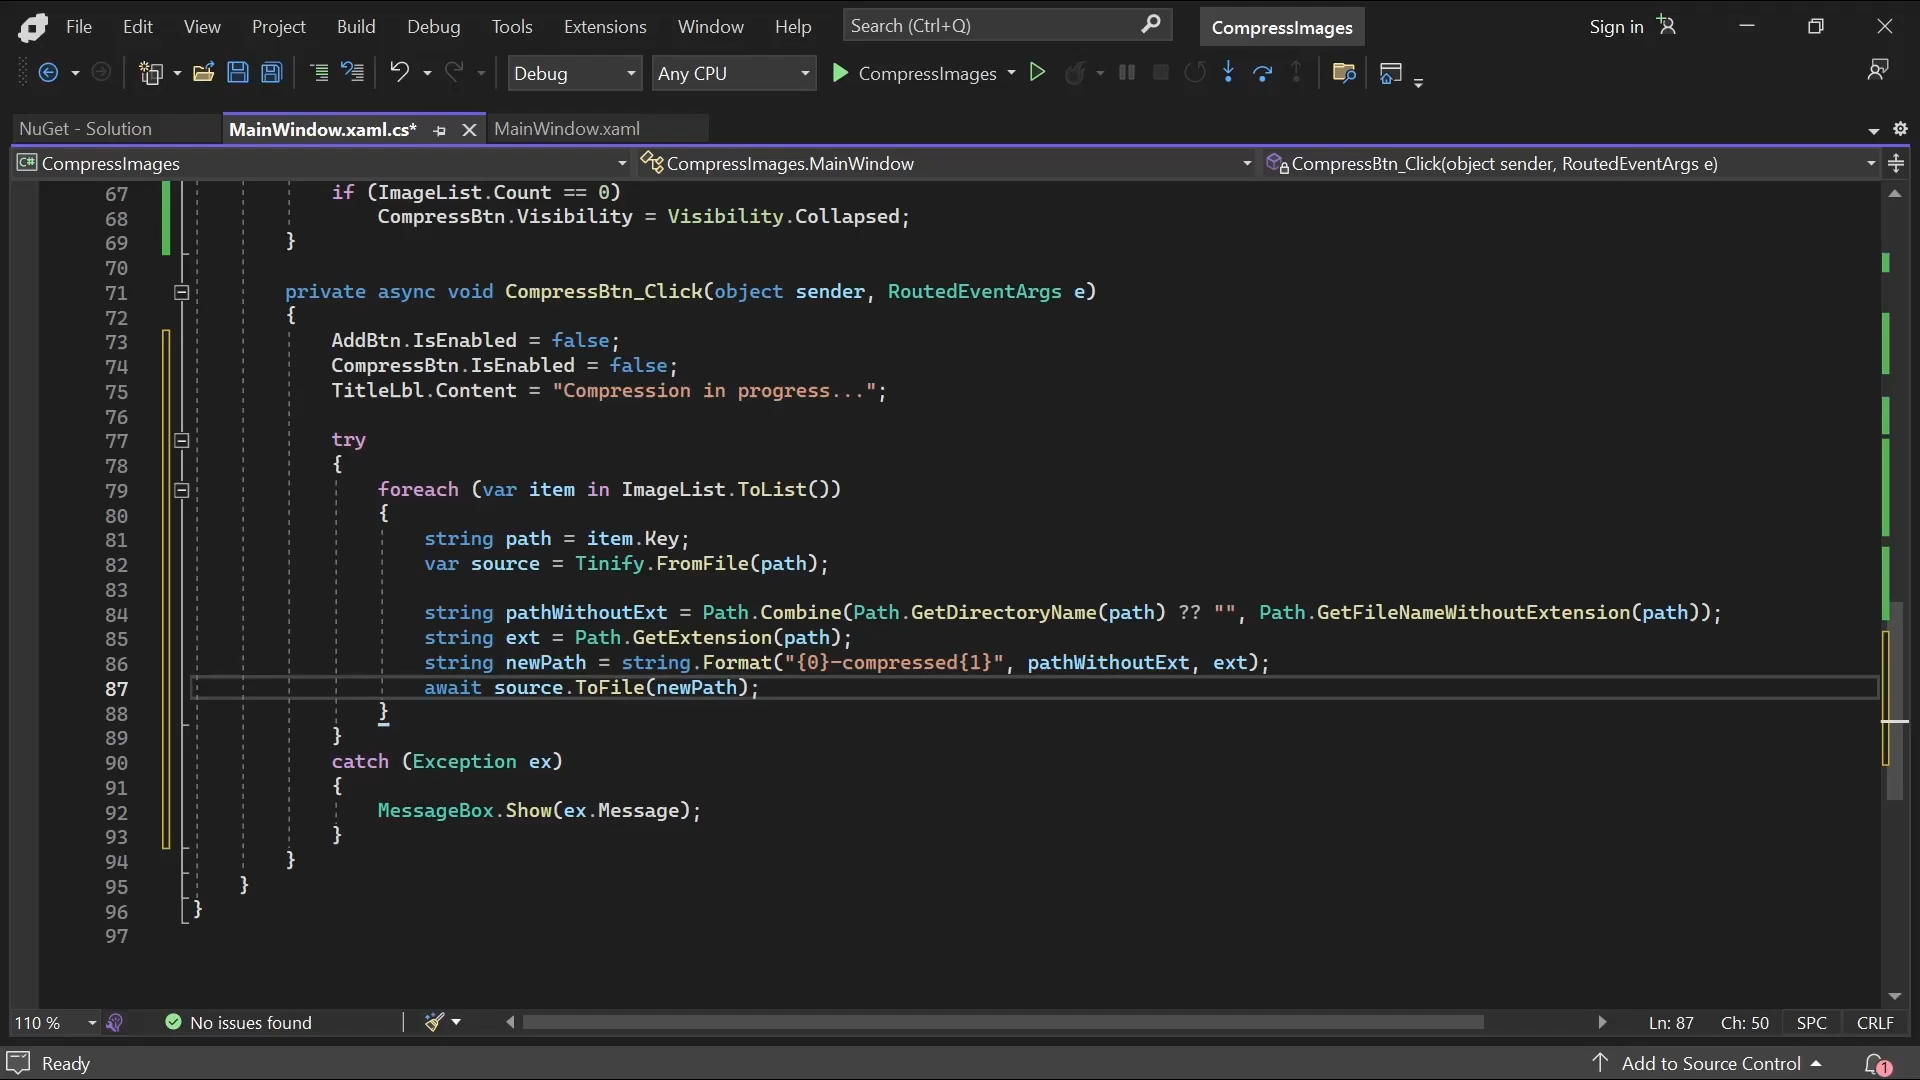 File Edit View Project Build Debug Tools Extensions Window Help Search (Ctrl+Q) CompressImages Sign in
Debug Any CPU CompressImages
NuGet - Solution MainWindow.xaml.cs* MainWindow.xaml
C# CompressImages CompressImages.MainWindow CompressBtn_Click(object sender, RoutedEventArgs e)
67 if (ImageList.Count == 0)
68 CompressBtn.Visibility = Visibility.Collapsed;
69 }
70
71 private async void CompressBtn_Click(object sender, RoutedEventArgs e)
72 {
73 AddBtn.IsEnabled = false;
74 CompressBtn.IsEnabled = false;
75 TitleLbl.Content = "Compression in progress...";
76
77 try
78 {
79 foreach (var item in ImageList.ToList())
80 {
81 string path = item.Key;
82 var source = Tinify.FromFile(path);
83
84 string pathWithoutExt = Path.Combine(Path.GetDirectoryName(path) ?? "", Path.GetFileNameWithoutExtension(path));
85 string ext = Path.GetExtension(path);
86 string newPath = string.Format("{0}-compressed{1}", pathWithoutExt, ext);
87 await source.ToFile(newPath);
88 }
89 }
90 catch (Exception ex)
91 {
92 MessageBox.Show(ex.Message);
93 }
94 }
95 }
96 }
97
110 % No issues found Ln: 87 Ch: 50 SPC CRLF
Ready Add to Source Control 1